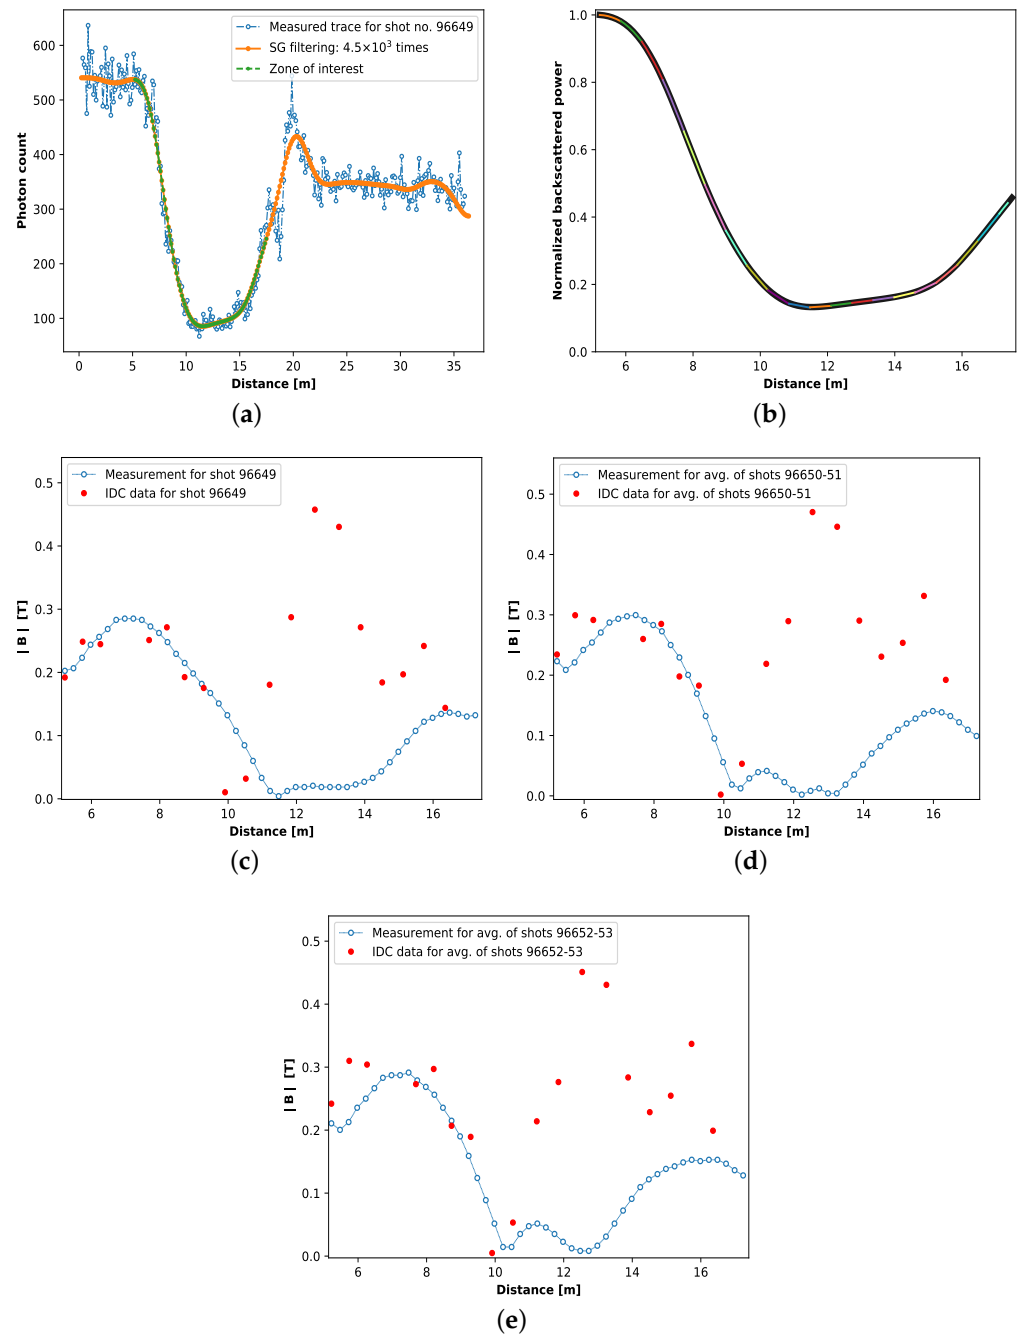 Measured trace for shot no. 96649
SG filtering: 4.5×10³ times
Zone of interest
600
500
400
300
200
100
Photon count
0 5 10 15 20 25 30 35
Distance [m]
(a)
1.0
0.8
0.6
0.4
0.2
0.0
Normalized backscattered power
6 8 10 12 14 16
Distance [m]
(b)
Measurement for shot 96649
IDC data for shot 96649
0.5
0.4
0.3
0.2
0.1
0.0
| B | [T]
6 8 10 12 14 16
Distance [m]
(c)
Measurement for avg. of shots 96650-51
IDC data for avg. of shots 96650-51
0.5
0.4
0.3
0.2
0.1
0.0
| B | [T]
6 8 10 12 14 16
Distance [m]
(d)
Measurement for avg. of shots 96652-53
IDC data for avg. of shots 96652-53
0.5
0.4
0.3
0.2
0.1
0.0
| B | [T]
6 8 10 12 14 16
Distance [m]
(e)